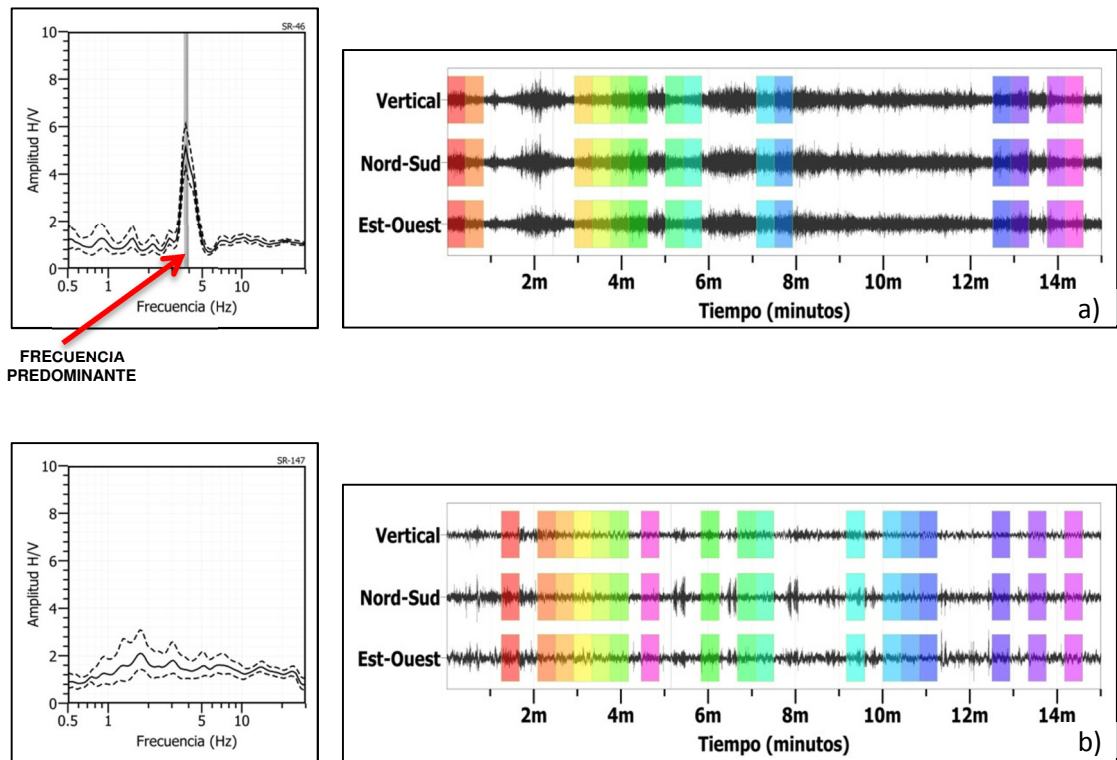 SR-46
10
8
6
4
2
0
Amplitud H/V
0.5 1 5 10
Frecuencia (Hz)
FRECUENCIA
PREDOMINANTE
Vertical
Nord-Sud
Est-Ouest
2m 4m 6m 8m 10m 12m 14m
Tiempo (minutos)
a)
SR-147
10
8
6
4
2
0
Amplitud H/V
0.5 1 5 10
Frecuencia (Hz)
Vertical
Nord-Sud
Est-Ouest
2m 4m 6m 8m 10m 12m 14m
Tiempo (minutos)
b)